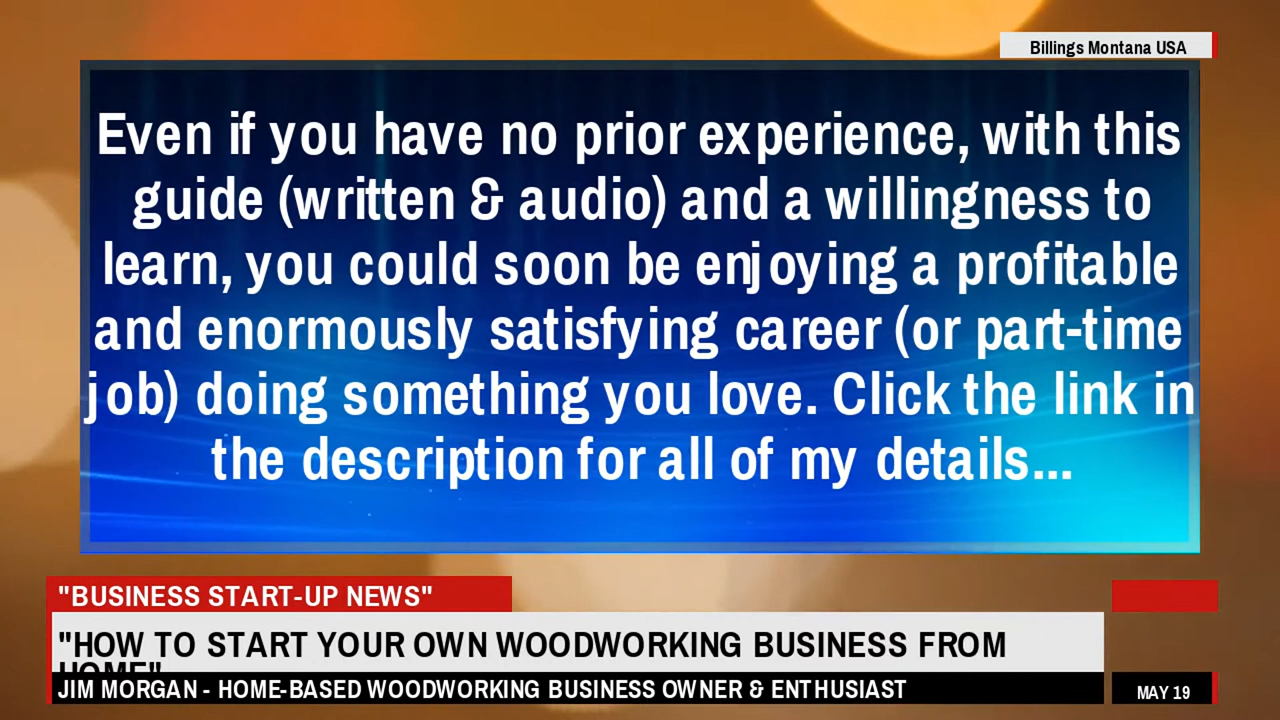 Billings Montana USA
Even if you have no prior experience, with this
guide (written & audio) and a willingness to
learn, you could soon be enjoying a profitable
and enormously satisfying career (or part-time
job) doing something you love. Click the link in
the description for all of my details...
"BUSINESS START-UP NEWS"
"HOW TO START YOUR OWN WOODWORKING BUSINESS FROM
HOME"
JIM MORGAN - HOME-BASED WOODWORKING BUSINESS OWNER & ENTHUSIAST
MAY 19